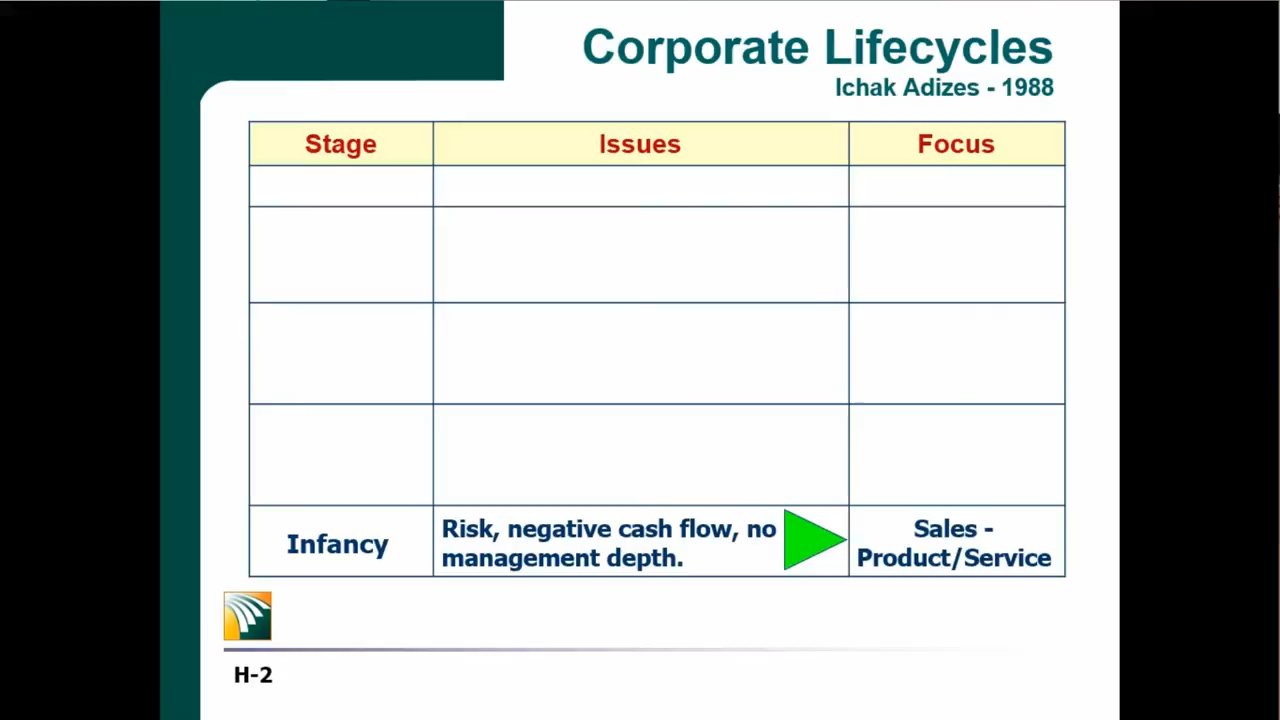 Corporate Lifecycles
Ichak Adizes - 1988
Stage Issues Focus
Infancy
Risk, negative cash flow, no
management depth.
Sales -
Product/Service
H-2